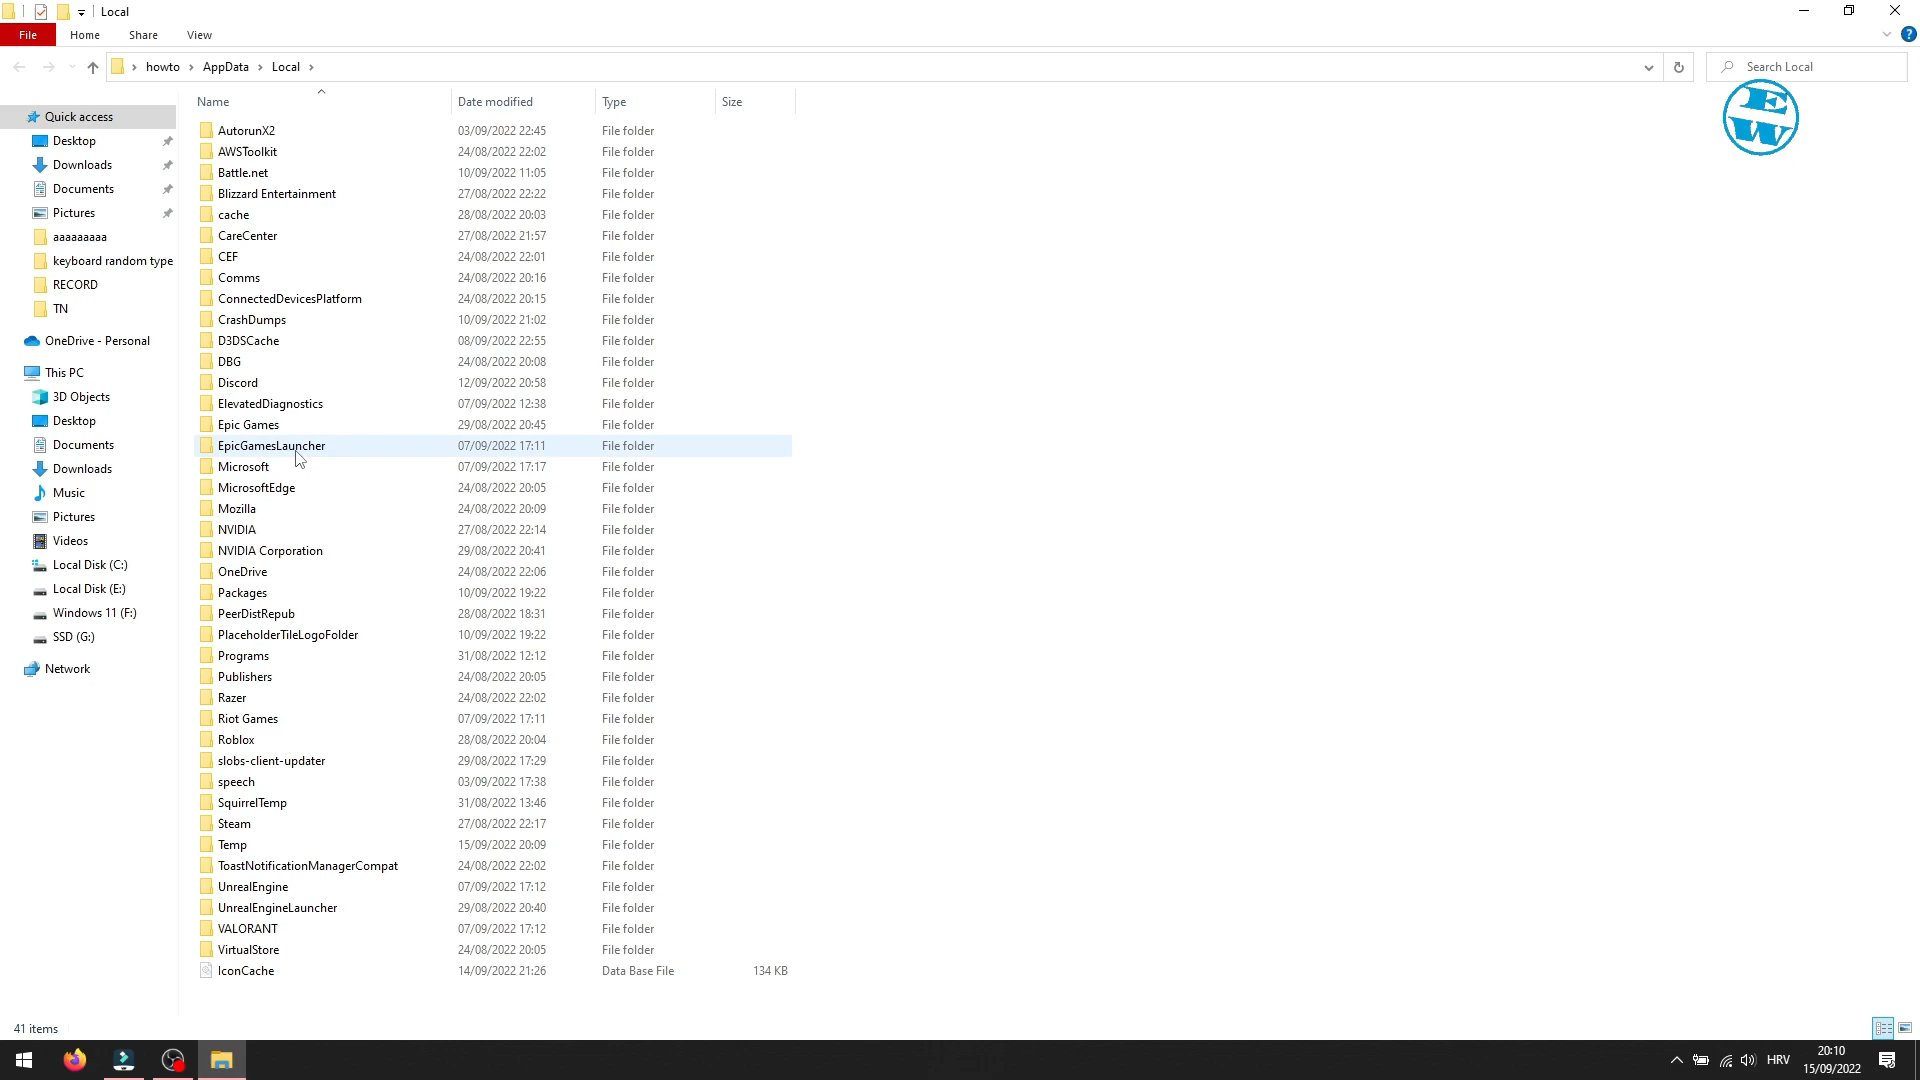 Local
File Home Share View
?
howto AppData Local
Search Local
EW
Name Date modified Type Size
Quick access
Desktop
Downloads
Documents
Pictures
aaaaaaaaa
keyboard random type
RECORD
TN
OneDrive - Personal
This PC
3D Objects
Desktop
Documents
Downloads
Music
Pictures
Videos
Local Disk (C:)
Local Disk (E:)
Windows 11 (F:)
SSD (G:)
Network
AutorunX2 03/09/2022 22:45 File folder
AWSToolkit 24/08/2022 22:02 File folder
Battle.net 10/09/2022 11:05 File folder
Blizzard Entertainment 27/08/2022 22:22 File folder
cache 28/08/2022 20:03 File folder
CareCenter 27/08/2022 21:57 File folder
CEF 24/08/2022 22:01 File folder
Comms 24/08/2022 20:16 File folder
ConnectedDevicesPlatform 24/08/2022 20:15 File folder
CrashDumps 10/09/2022 21:02 File folder
D3DSCache 08/09/2022 22:55 File folder
DBG 24/08/2022 20:08 File folder
Discord 12/09/2022 20:58 File folder
ElevatedDiagnostics 07/09/2022 12:38 File folder
Epic Games 29/08/2022 20:45 File folder
EpicGamesLauncher 07/09/2022 17:11 File folder
Microsoft 07/09/2022 17:17 File folder
MicrosoftEdge 24/08/2022 20:05 File folder
Mozilla 24/08/2022 20:09 File folder
NVIDIA 27/08/2022 22:14 File folder
NVIDIA Corporation 29/08/2022 20:41 File folder
OneDrive 24/08/2022 22:06 File folder
Packages 10/09/2022 19:22 File folder
PeerDistRepub 28/08/2022 18:31 File folder
PlaceholderTileLogoFolder 10/09/2022 19:22 File folder
Programs 31/08/2022 12:12 File folder
Publishers 24/08/2022 20:05 File folder
Razer 24/08/2022 22:02 File folder
Riot Games 07/09/2022 17:11 File folder
Roblox 28/08/2022 20:04 File folder
slobs-client-updater 29/08/2022 17:29 File folder
speech 03/09/2022 17:38 File folder
SquirrelTemp 31/08/2022 13:46 File folder
Steam 27/08/2022 22:17 File folder
Temp 15/09/2022 20:09 File folder
ToastNotificationManagerCompat 24/08/2022 22:02 File folder
UnrealEngine 07/09/2022 17:12 File folder
UnrealEngineLauncher 29/08/2022 20:40 File folder
VALORANT 07/09/2022 17:12 File folder
VirtualStore 24/08/2022 20:05 File folder
IconCache 14/09/2022 21:26 Data Base File 134 KB
41 items
HRV
20:10
15/09/2022